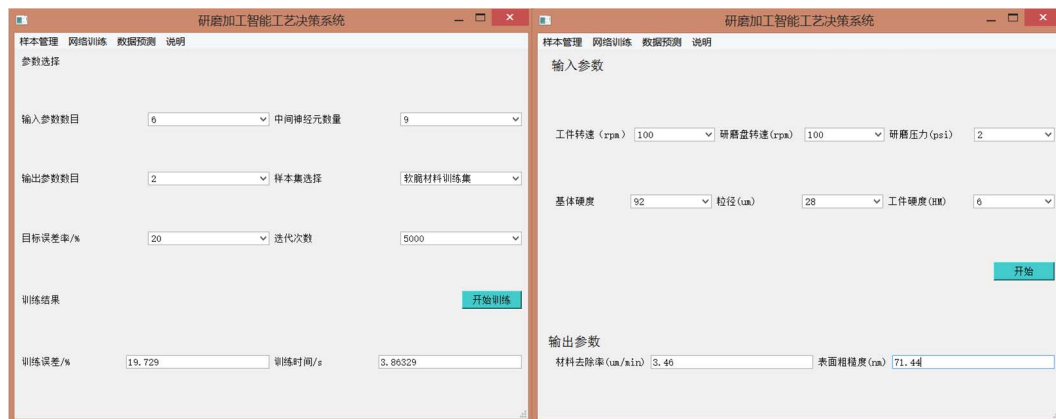 研磨加工智能工艺决策系统
样本管理 网络训练 数据预测 说明
参数选择
输入参数数目 6 中间神经元数量 9
输出参数数目 2 样本集选择 软脆材料训练集
目标误差率/% 20 迭代次数 5000
训练结果 开始训练
训练误差/% 19.729 训练时间/s 3.86329
研磨加工智能工艺决策系统
样本管理 网络训练 数据预测 说明
输入参数
工件转速（rpm） 100 研磨盘转速(rpm) 100 研磨压力(psi) 2
基体硬度 92 粒径(um) 28 工件硬度(HM) 6
开始
输出参数
材料去除率(um/min) 3.46 表面粗糙度(nm) 71.44